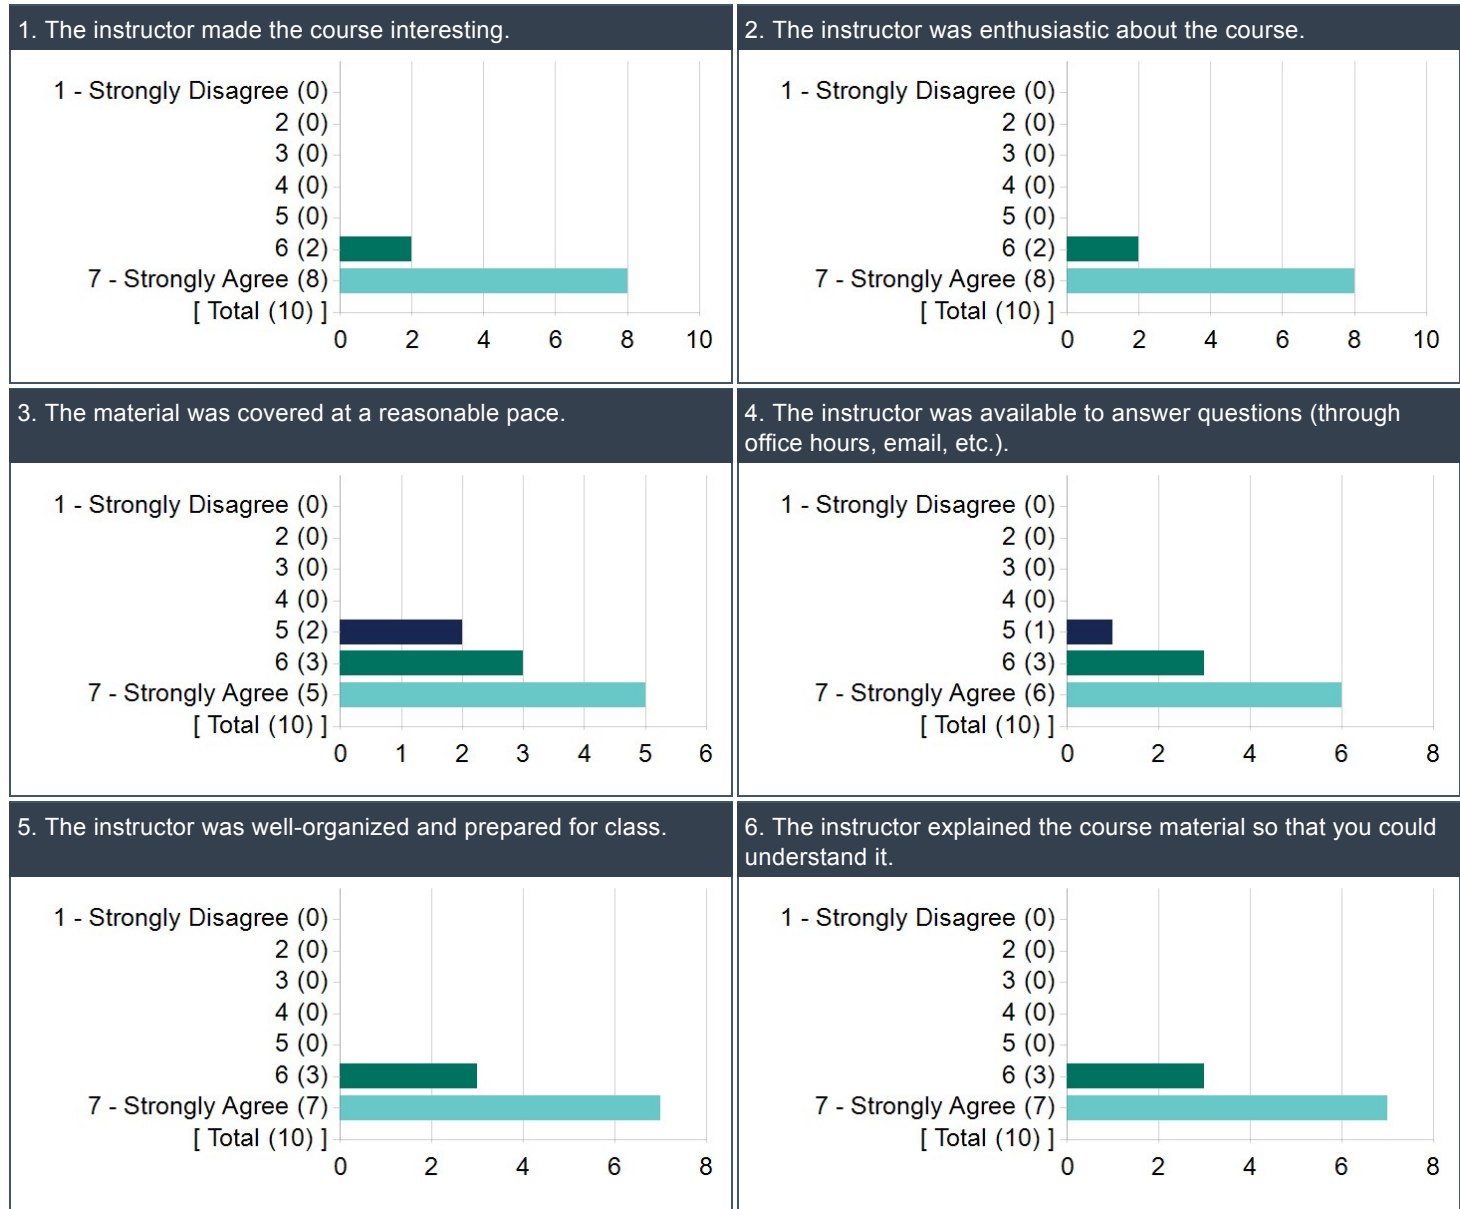 1. The instructor made the course interesting.
1 - Strongly Disagree (0)
2 (0)
3 (0)
4 (0)
5 (0)
6 (2)
7 - Strongly Agree (8)
[ Total (10) ]
0 2 4 6 8 10
2. The instructor was enthusiastic about the course.
1 - Strongly Disagree (0)
2 (0)
3 (0)
4 (0)
5 (0)
6 (2)
7 - Strongly Agree (8)
[ Total (10) ]
0 2 4 6 8 10
3. The material was covered at a reasonable pace.
1 - Strongly Disagree (0)
2 (0)
3 (0)
4 (0)
5 (2)
6 (3)
7 - Strongly Agree (5)
[ Total (10) ]
0 1 2 3 4 5 6
4. The instructor was available to answer questions (through
office hours, email, etc.).
1 - Strongly Disagree (0)
2 (0)
3 (0)
4 (0)
5 (1)
6 (3)
7 - Strongly Agree (6)
[ Total (10) ]
0 2 4 6 8
5. The instructor was well-organized and prepared for class.
1 - Strongly Disagree (0)
2 (0)
3 (0)
4 (0)
5 (0)
6 (3)
7 - Strongly Agree (7)
[ Total (10) ]
0 2 4 6 8
6. The instructor explained the course material so that you could
understand it.
1 - Strongly Disagree (0)
2 (0)
3 (0)
4 (0)
5 (0)
6 (3)
7 - Strongly Agree (7)
[ Total (10) ]
0 2 4 6 8